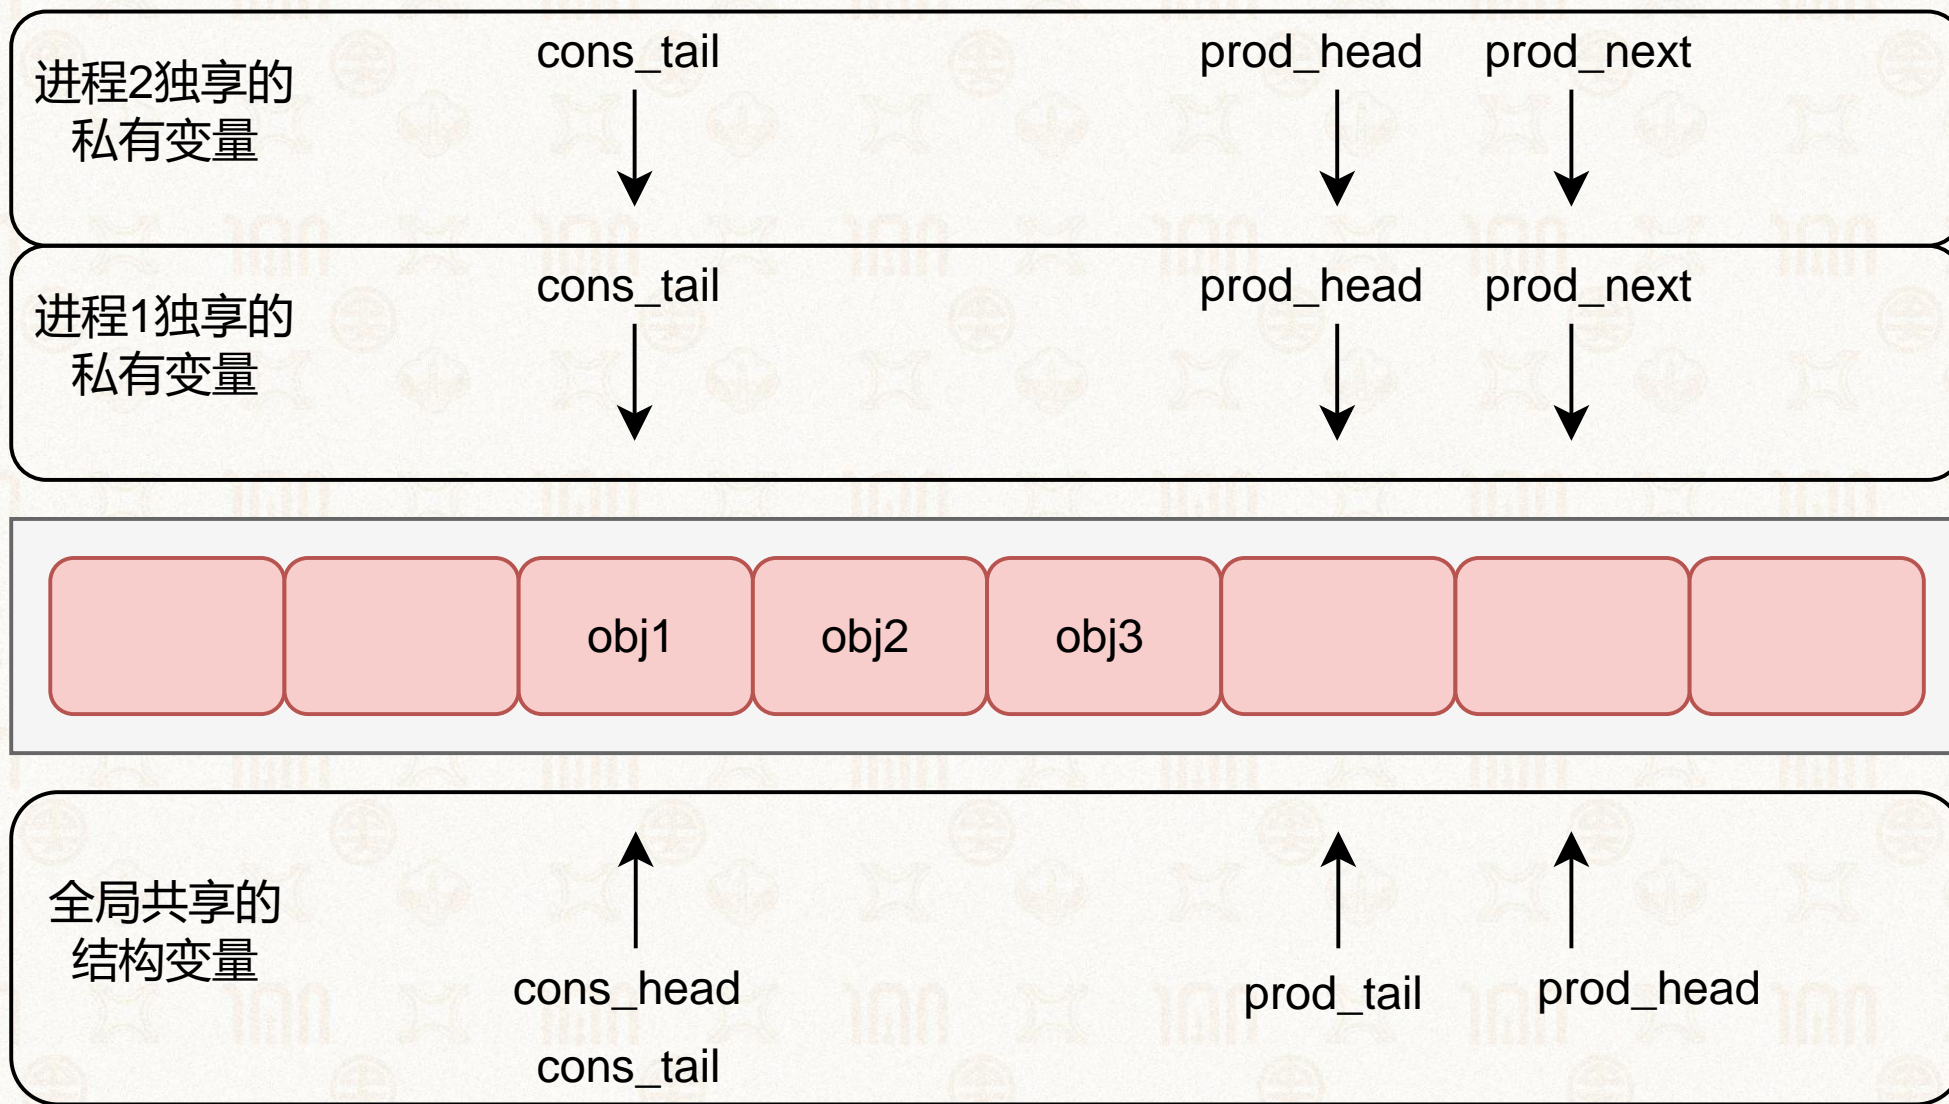 cons_tail
prod_head
prod_next
进程2独享的
私有变量
cons_tail
prod_head
prod_next
进程1独享的
私有变量
obj1
obj2
obj3
全局共享的
结构变量
cons_head
prod_tail
prod_head
cons_tail